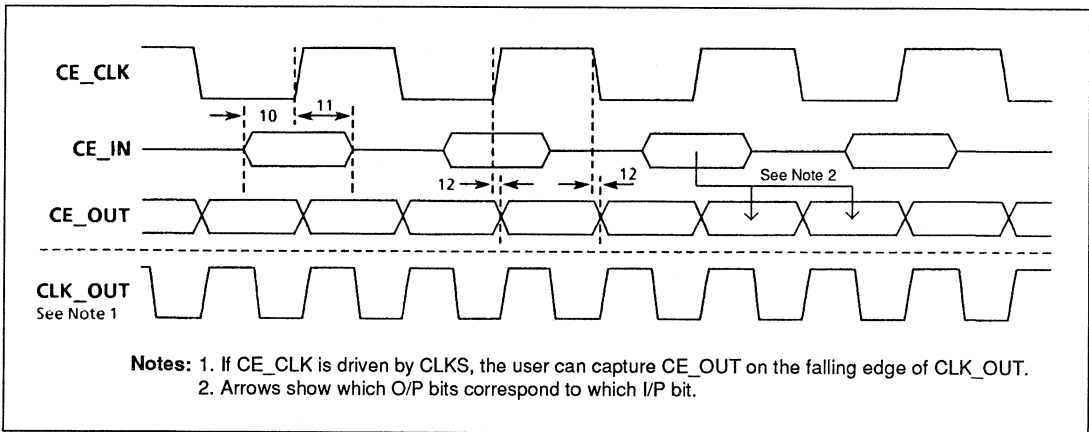 CE_CLK
10
11
CE_IN
12
12
See Note 2
CE_OUT
CLK_OUT
See Note 1
Notes: 1. If CE_CLK is driven by CLKS, the user can capture CE_OUT on the falling edge of CLK_OUT.
2. Arrows show which O/P bits correspond to which I/P bit.